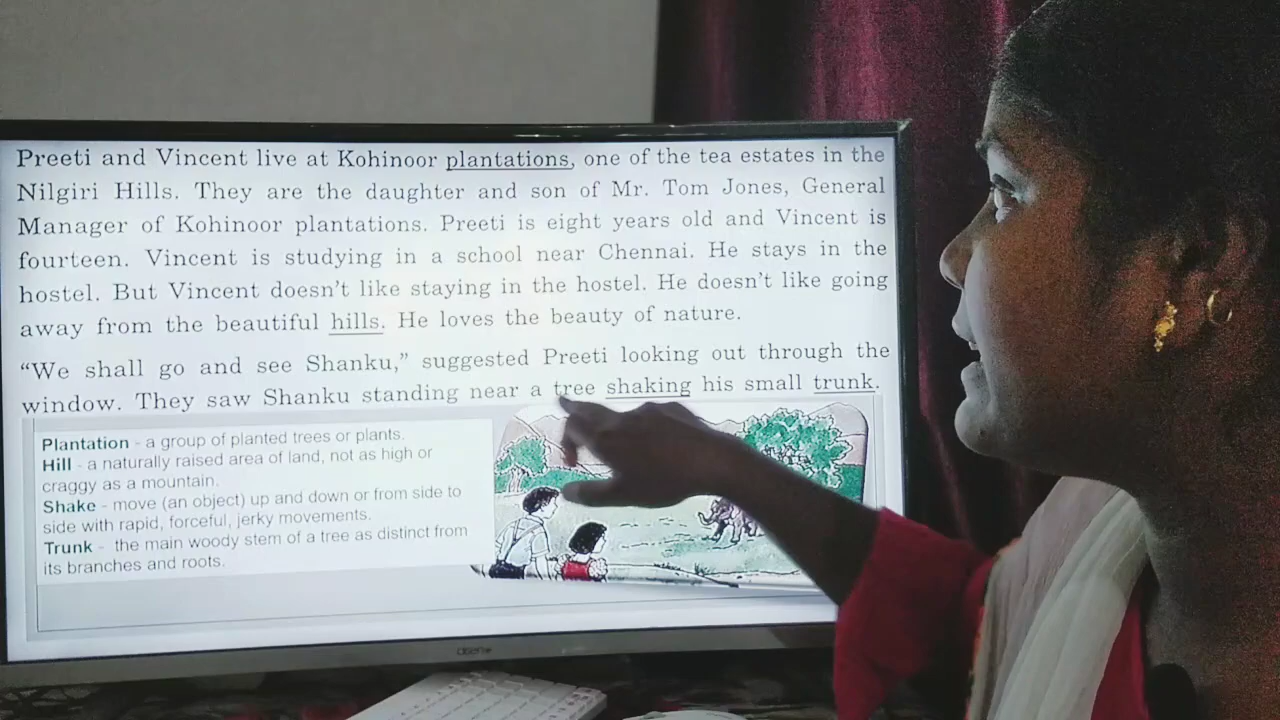 Preeti and Vincent live at Kohinoor plantations, one of the tea estates in the
Nilgiri Hills. They are the daughter and son of Mr. Tom Jones, General
Manager of Kohinoor plantations. Preeti is eight years old and Vincent is
fourteen. Vincent is studying in a school near Chennai. He stays in the
hostel. But Vincent doesn't like staying in the hostel. He doesn't like going
away from the beautiful hills. He loves the beauty of nature.
“We shall go and see Shanku,” suggested Preeti looking out through the
window. They saw Shanku standing near a tree shaking his small trunk.
Plantation - a group of planted trees or plants.
Hill - a naturally raised area of land, not as high or
craggy as a mountain.
Shake - move (an object) up and down or from side to
side with rapid, forceful, jerky movements.
Trunk - the main woody stem of a tree as distinct from
its branches and roots.